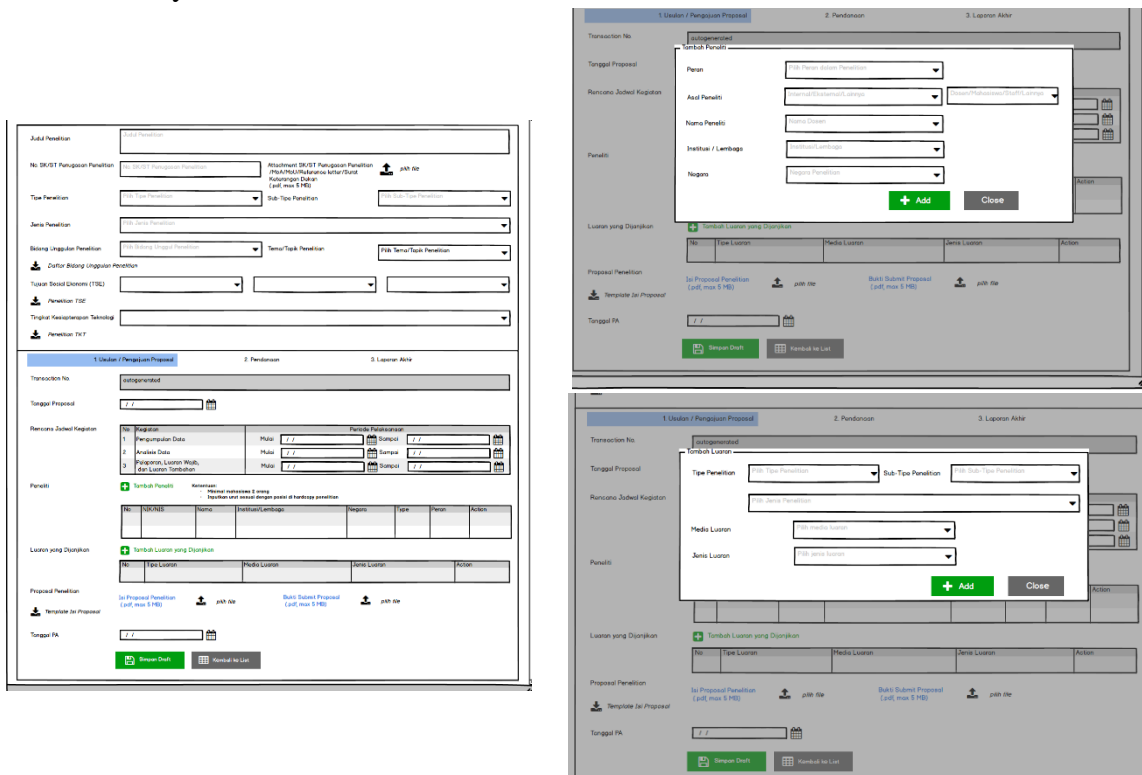 Judul Penelitian
Judul Penelitian
No SK/ST Penugasan Penelitian
No SK/ST Penugasan Penelitian
Attachment SK/ST Penugasan Penelitian
/MoA/MoU/Reference letter/Surat
Keterangan Dekan
(.pdf, max 5 MB)
pilih file
Tipe Penelitian
Pilih Tipe Penelitian
Sub-Tipe Penelitian
Pilih Sub-Tipe Penelitian
Jenis Penelitian
Pilih Jenis Penelitian
Bidang Unggulan Penelitian
Pilih Bidang Unggul Penelitian
Tema/Topik Penelitian
Pilih Tema/Topik Penelitian
Daftar Bidang Unggulan Penelitian
Tujuan Sosial Ekonomi (TSE)
Penelitian TSE
Tingkat Kesiapterapan Teknologi
Penelitian TKT
1. Usulan / Pengajuan Proposal
2. Pendanaan
3. Laporan Akhir
Transaction No.
autogenerated
Tanggal Proposal
/ /
Rencana Jadwal Kegiatan
No Kegiatan Periode Pelaksanaan
1 Pengumpulan Data Mulai / / Sampai / /
2 Analisis Data Mulai / / Sampai / /
3 Pelaporan, Luaran Wajib, dan Luaran Tambahan Mulai / / Sampai / /
Peneliti
Tambah Peneliti
Ketentuan:
- Minimal mahasiswa 2 orang
- Inputkan urut sesuai dengan posisi di hardcopy penelitian
No NIK/NIS Nama Institusi/Lembaga Negara Type Peran Action
Luaran yang Dijanjikan
Tambah Luaran yang Dijanjikan
No Tipe Luaran Media Luaran Jenis Luaran Action
Proposal Penelitian
Isi Proposal Penelitian
(.pdf, max 5 MB)
pilih file
Bukti Submit Proposal
(.pdf, max 5 MB)
pilih file
Template Isi Proposal
Tanggal PA
/ /
Simpan Draft
Kembali ke List
1. Usulan / Pengajuan Proposal
2. Pendanaan
3. Laporan Akhir
Transaction No.
autogenerated
Tambah Peneliti
Tanggal Proposal
Peran
Pilih Peran dalam Penelitian
Rencana Jadwal Kegiatan
Asal Peneliti
Internal/Eksternal/Lainnya
Dosen/Mahasiswa/Staff/Lainnya
Nama Peneliti
Nama Dosen
Peneliti
Institusi / Lembaga
Institusi/Lembaga
Negara
Negara Penelitian
Action
Add
Close
Luaran yang Dijanjikan
Tambah Luaran yang Dijanjikan
No Tipe Luaran Media Luaran Jenis Luaran Action
Proposal Penelitian
Isi Proposal Penelitian
(.pdf, max 5 MB)
pilih file
Bukti Submit Proposal
(.pdf, max 5 MB)
pilih file
Template Isi Proposal
Tanggal PA
/ /
Simpan Draft
Kembali ke List
1. Usulan / Pengajuan Proposal
2. Pendanaan
3. Laporan Akhir
Transaction No.
autogenerated
Tambah Luaran
Tanggal Proposal
Tipe Penelitian
Pilih Tipe Penelitian
Sub-Tipe Penelitian
Pilih Sub-Tipe Penelitian
Rencana Jadwal Kegiatan
Pilih Jenis Penelitian
Media Luaran
Pilih media luaran
Jenis Luaran
Pilih jenis luaran
Peneliti
Add
Close
Action
Luaran yang Dijanjikan
Tambah Luaran yang Dijanjikan
No Tipe Luaran Media Luaran Jenis Luaran Action
Proposal Penelitian
Isi Proposal Penelitian
(.pdf, max 5 MB)
pilih file
Bukti Submit Proposal
(.pdf, max 5 MB)
pilih file
Template Isi Proposal
Tanggal PA
/ /
Simpan Draft
Kembali ke List